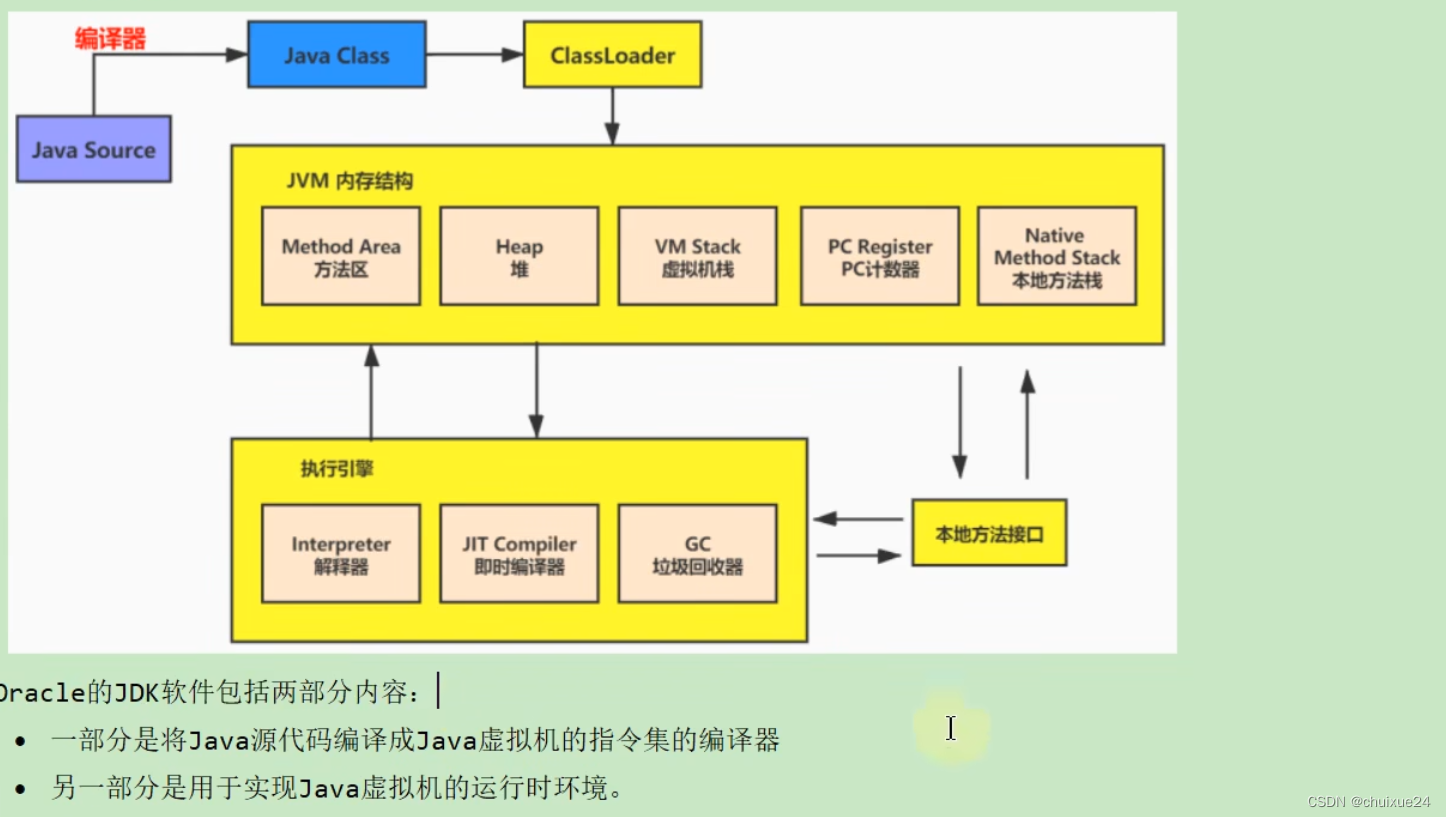 编译器
Java Class
ClassLoader
Java Source
JVM 内存结构
Method Area
方法区
Heap
堆
VM Stack
虚拟机栈
PC Register
PC计数器
Native
Method Stack
本地方法栈
执行引擎
Interpreter
解释器
JIT Compiler
即时编译器
GC
垃圾回收器
本地方法接口
Oracle的JDK软件包括两部分内容：
• 一部分是将Java源代码编译成Java虚拟机的指令集的编译器
• 另一部分是用于实现Java虚拟机的运行时环境。
CSDN @chuixue24